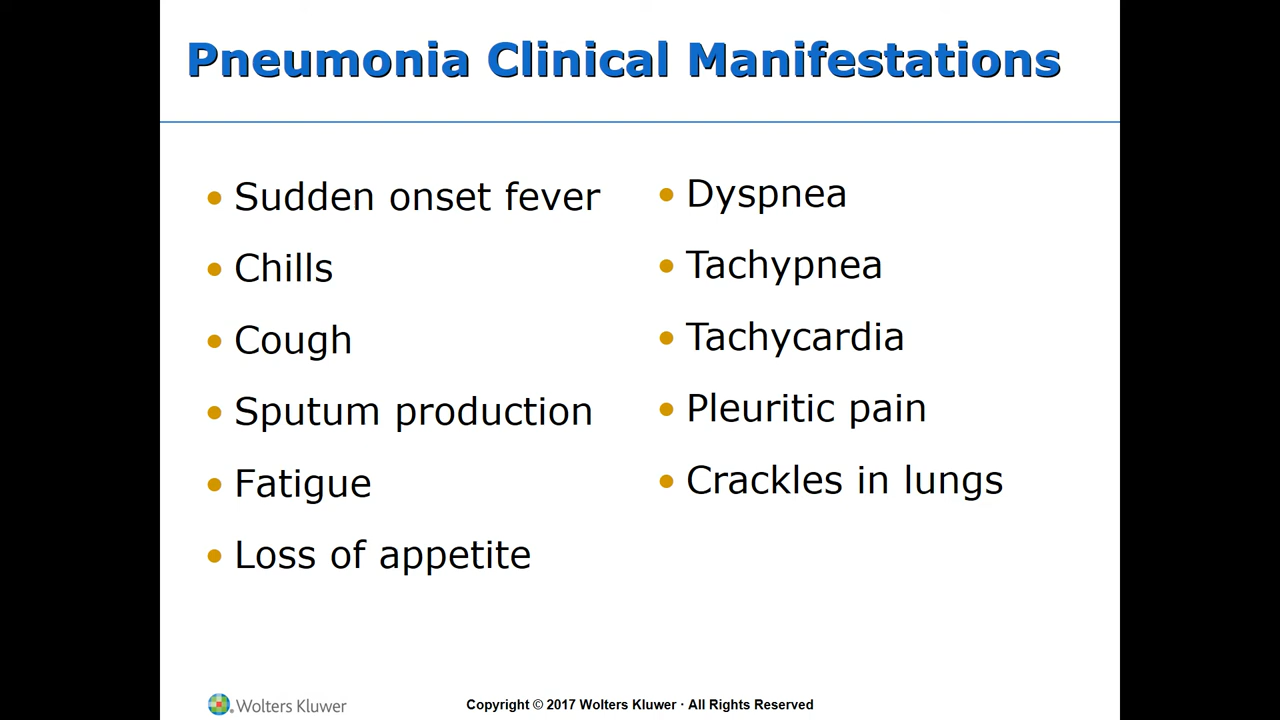 Pneumonia Clinical Manifestations
• Sudden onset fever
• Chills
• Cough
• Sputum production
• Fatigue
• Loss of appetite
• Dyspnea
• Tachypnea
• Tachycardia
• Pleuritic pain
• Crackles in lungs
Wolters Kluwer
Copyright © 2017 Wolters Kluwer · All Rights Reserved